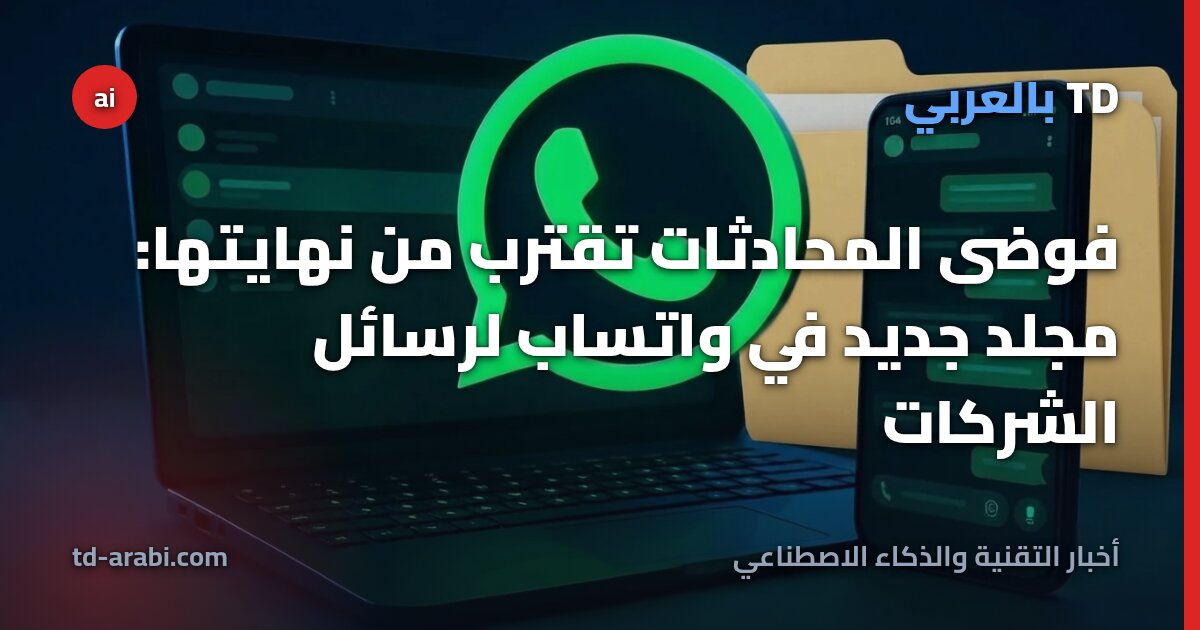 ai
TD بالعربي
فوضى المحادثات تقترب من نهايتها:
مجلد جديد في واتساب لرسائل
الشركات
أخبار التقنية والذكاء الاصطناعي
td-arabi.com